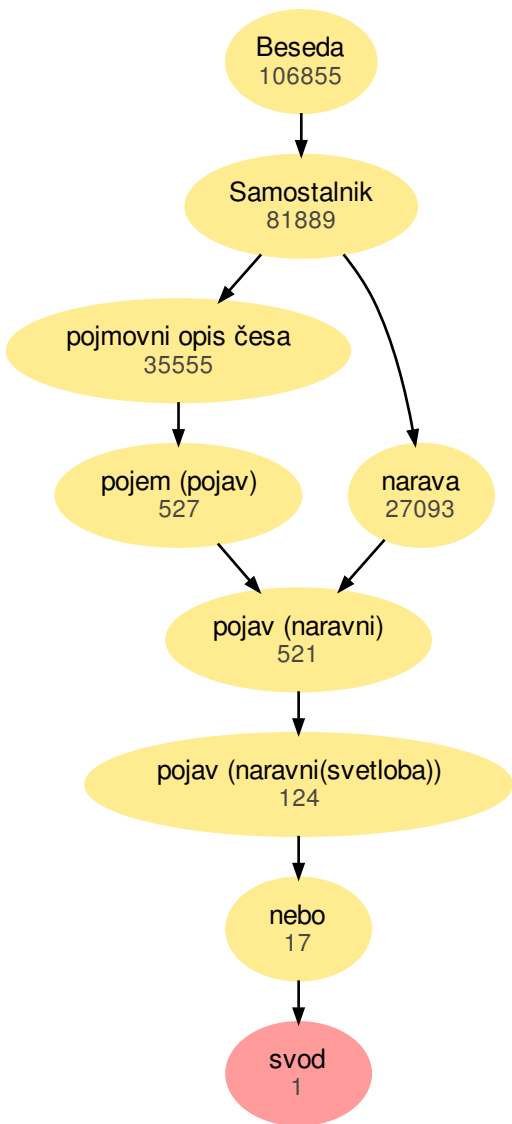 Beseda
106855
Samostalnik
81889
pojmovni opis česa
35555
pojem (pojav)
527
narava
27093
pojav (naravni)
521
pojav (naravni(svetloba))
124
nebo
17
svod
1